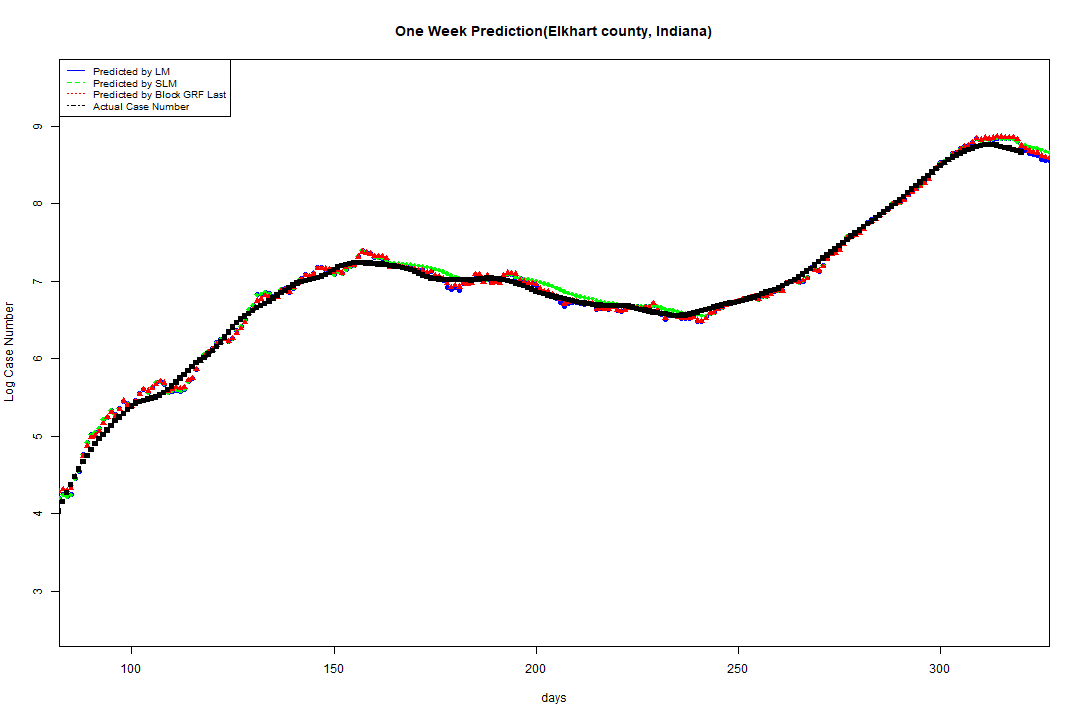 One Week Prediction(Elkhart county, Indiana)
Predicted by LM
Predicted by SLM
Predicted by Block GRF Last
Actual Case Number
9
8
7
6
5
4
3
Log Case Number
100 150 200 250 300
days